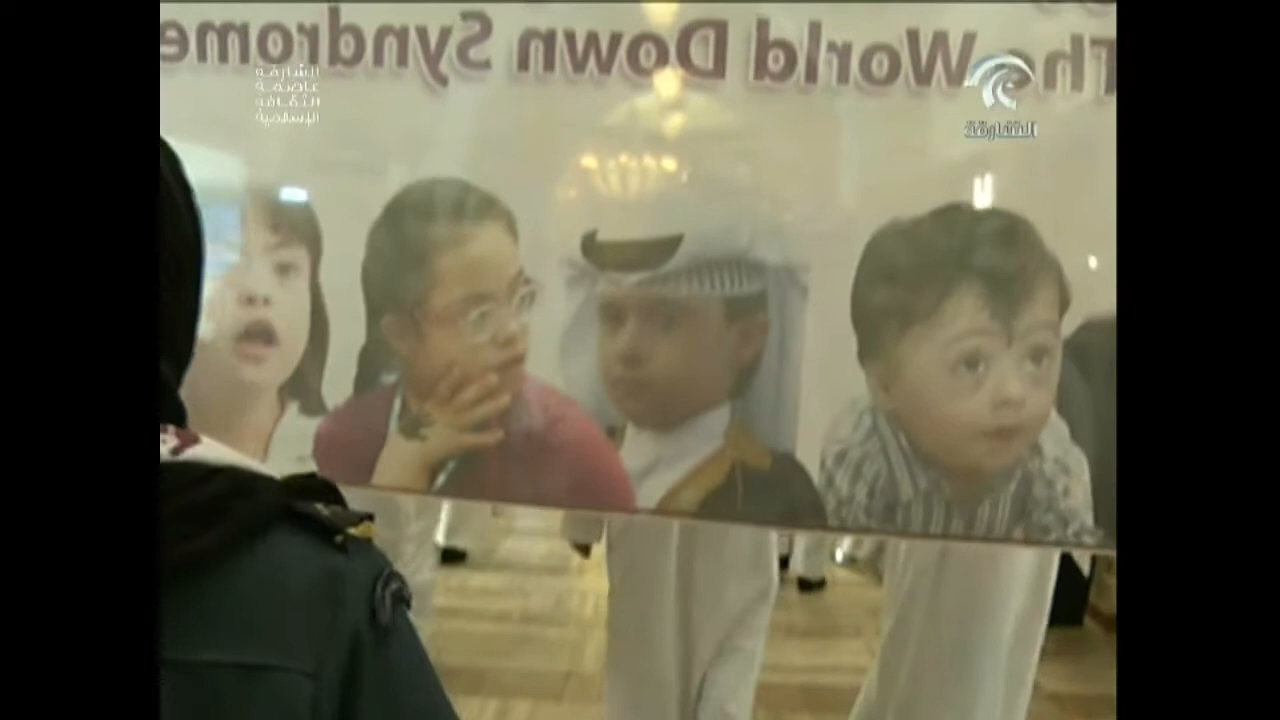 The World Down Syndrome
الشارقة
عاصمة
الثقافة
الإسلامية
الشارقة